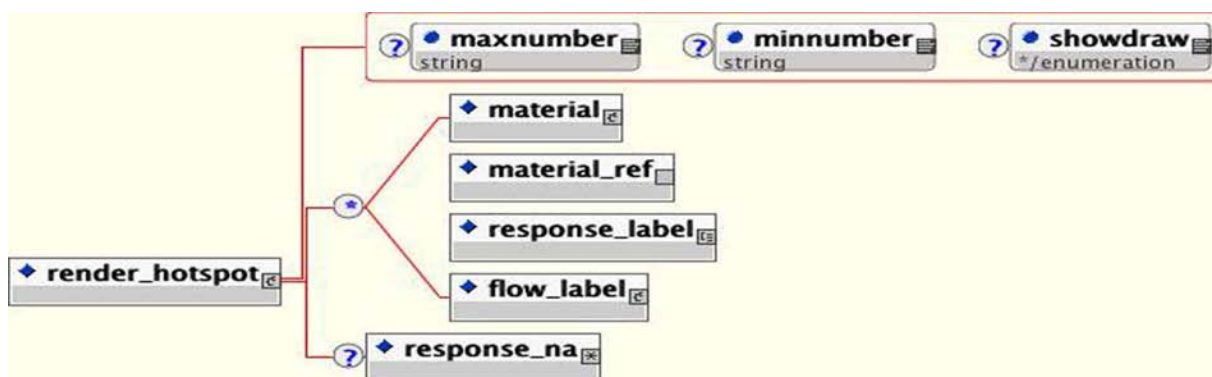 ? maxnumber ? minnumber ? showdraw
string string */enumeration
material
material_ref
response_label
*
render_hotspot
flow_label
? response_na